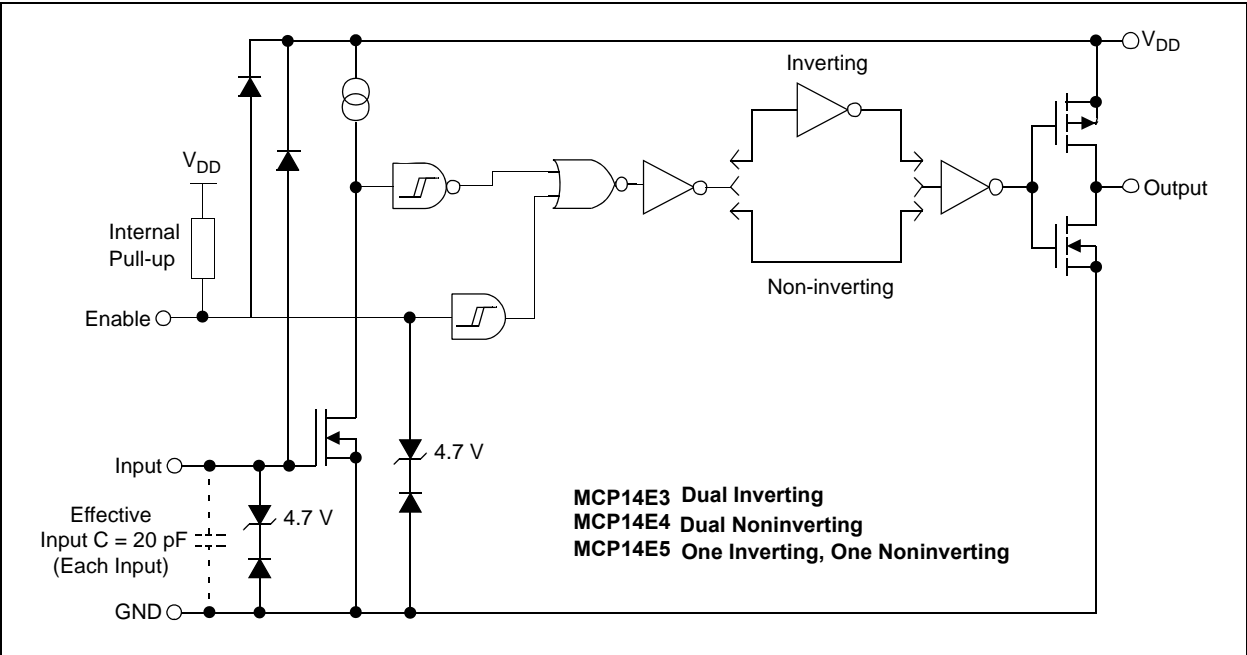 V_DD
Inverting
V_DD
Output
Internal
Pull-up
Non-inverting
Enable
4.7 V
Input
MCP14E3 Dual Inverting
Effective
4.7 V
MCP14E4 Dual Noninverting
Input C = 20 pF
MCP14E5 One Inverting, One Noninverting
(Each Input)
GND